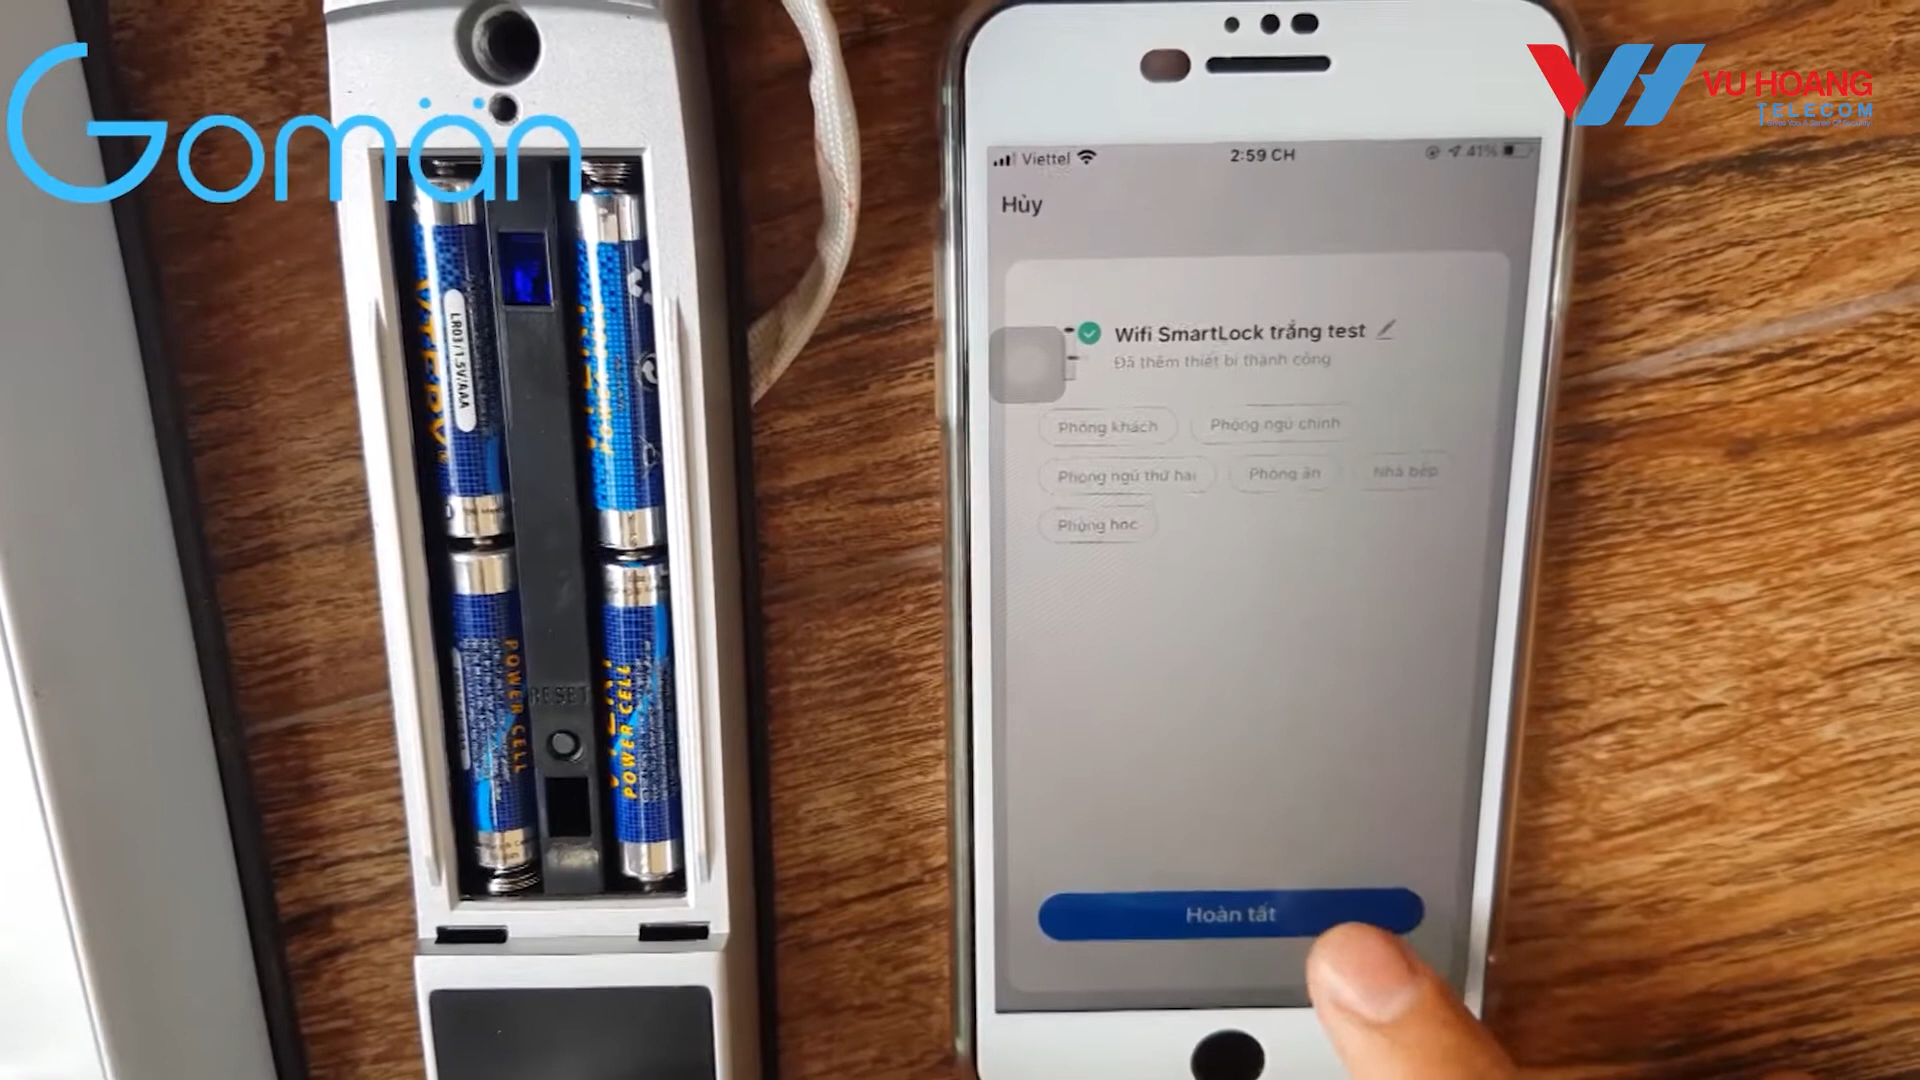 Gomän
VU HOANG
TELECOM
Viettel
2:59 CH
41%
Hủy
Wifi SmartLock trắng test
Đã thêm thiết bị thành công
Phòng khách
Phòng ngủ chính
Phòng ngủ thứ hai
Phòng ăn
Nhà bếp
Phòng học
Hoàn tất
LR03/1.5V/AAA
POWER CELL
RESET
POWER CELL